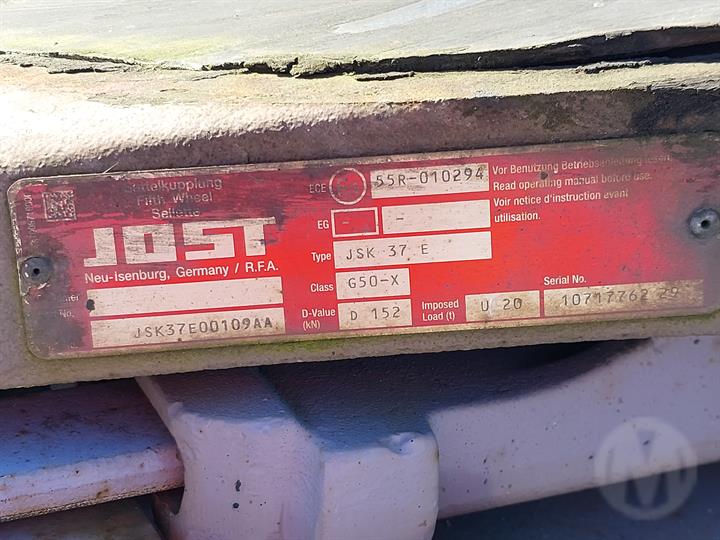 Sattelkupplung
Fifth Wheel
Sellette
JOST
Neu-Isenburg, Germany / R.F.A.
No.
JSK37E00109AA
ECE 55R-010294
EG - -
Type JSK 37 E
Class G50-X
D-Value (kN) D 152
Imposed Load (t) U 20
Serial No.
10717762
Vor Benutzung Betriebsanleitung lesen.
Read operating manual before use.
Voir notice d'instruction avant
utilisation.
M